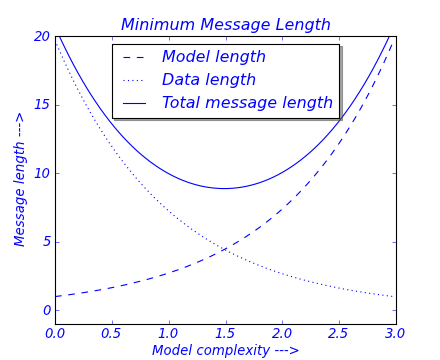 Minimum Message Length
Model length
Data length
Total message length
Message length --->
20
15
10
5
0
0.0 0.5 1.0 1.5 2.0 2.5 3.0
Model complexity --->